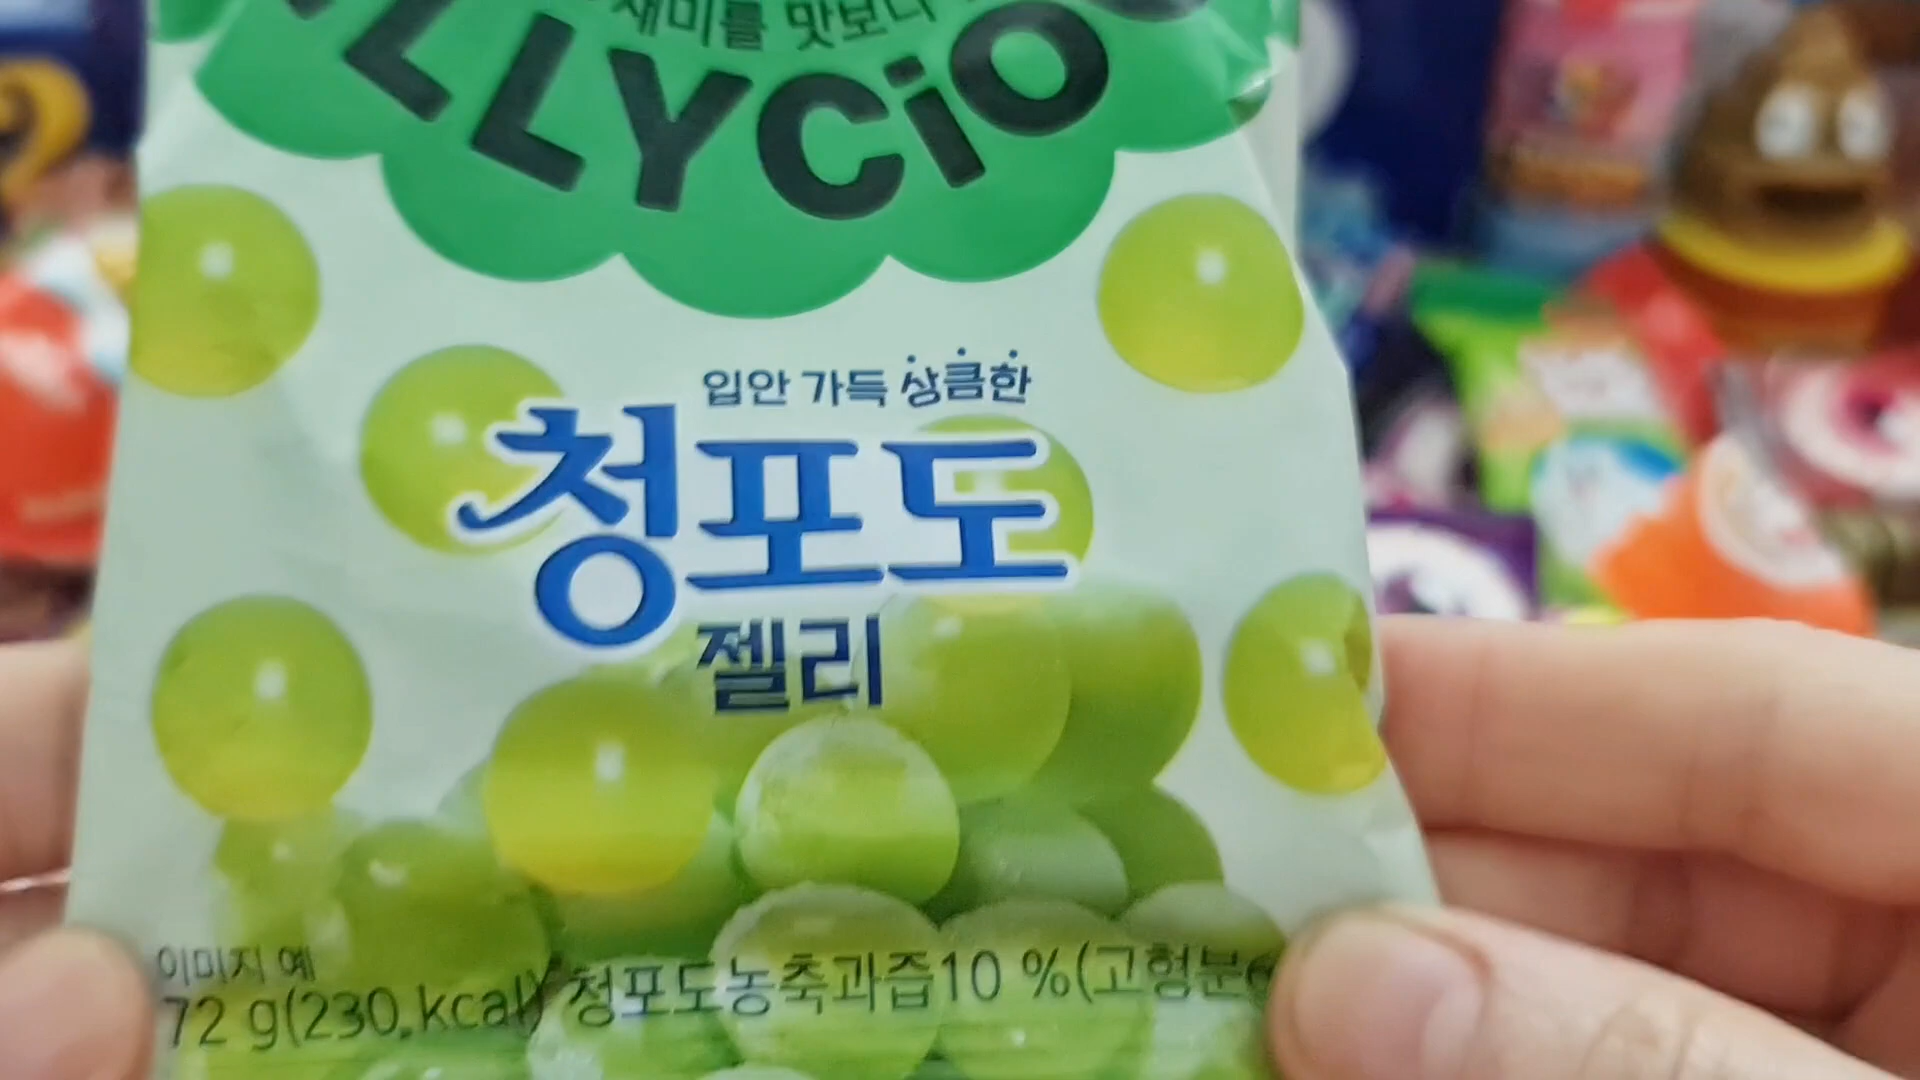 재미를 맛보다
LLYCiO
입안 가득 상큼한
청포도
젤리
이미지 예
72 g(230 kcal) 청포도농축과즙10 %(고형분